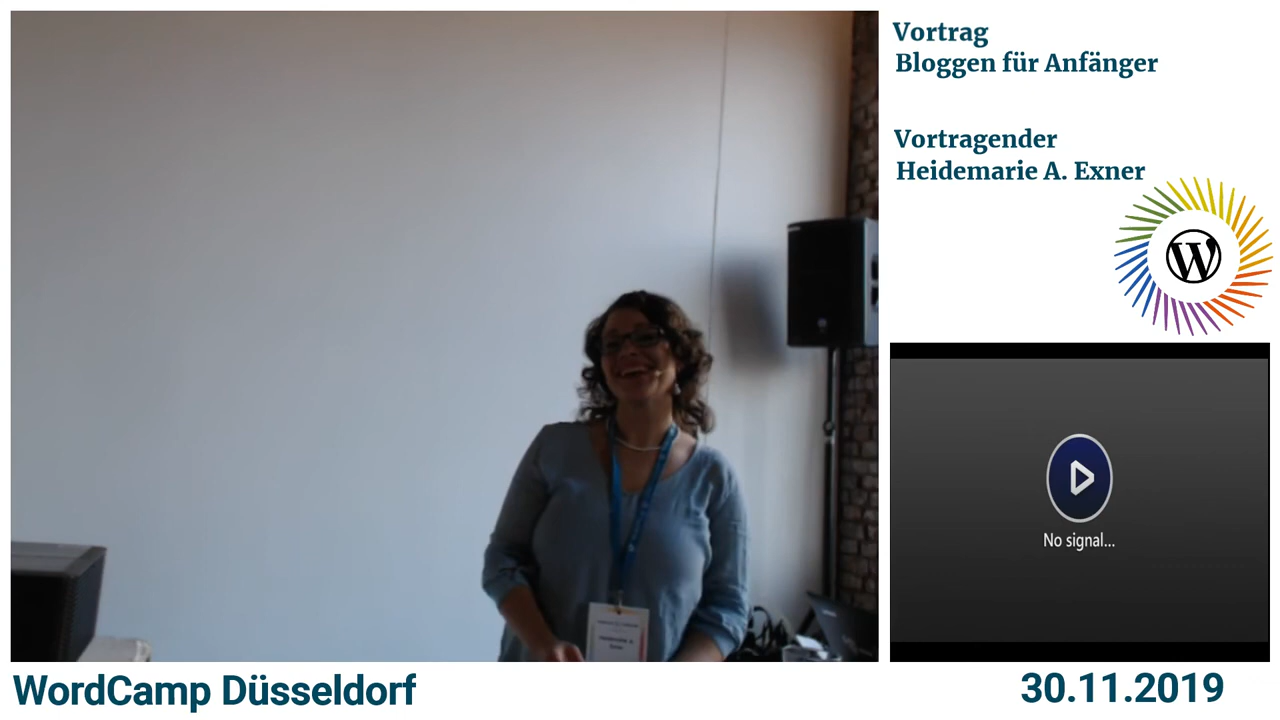 Vortrag
Bloggen für Anfänger
Vortragender
Heidemarie A. Exner
W
No signal...
WordCamp Düsseldorf
30.11.2019